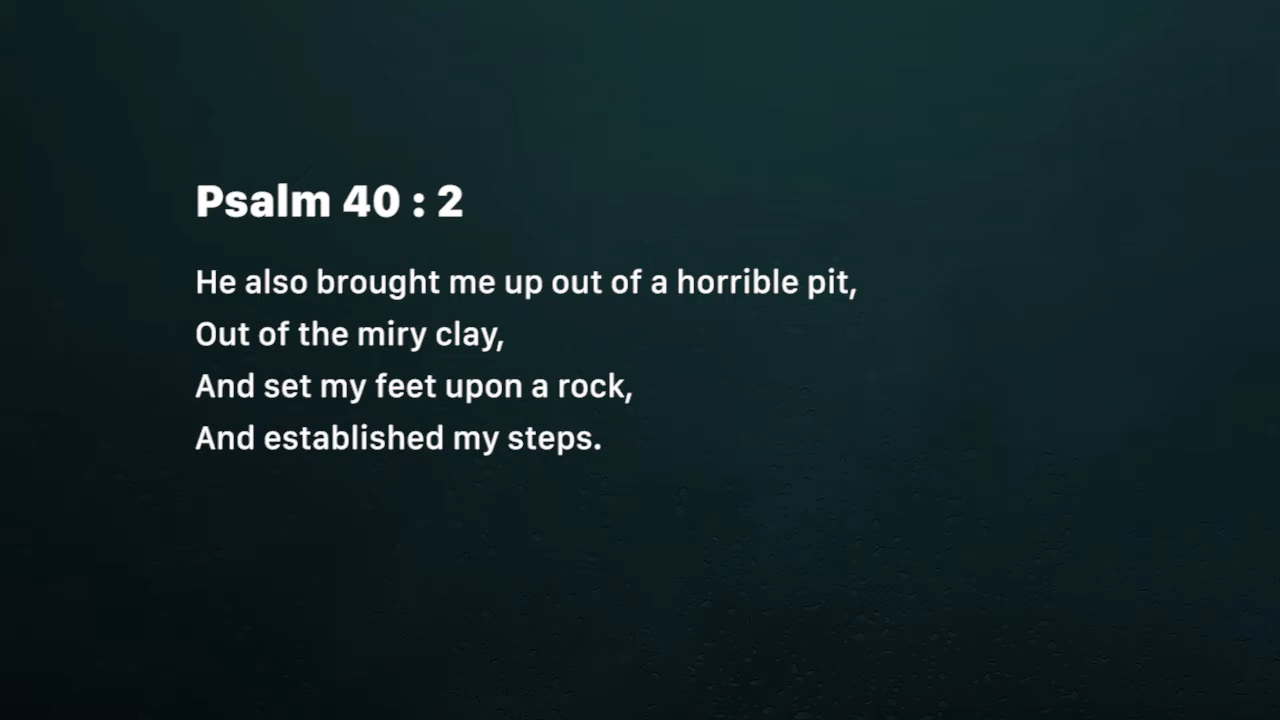 Psalm 40 : 2
He also brought me up out of a horrible pit,
Out of the miry clay,
And set my feet upon a rock,
And established my steps.